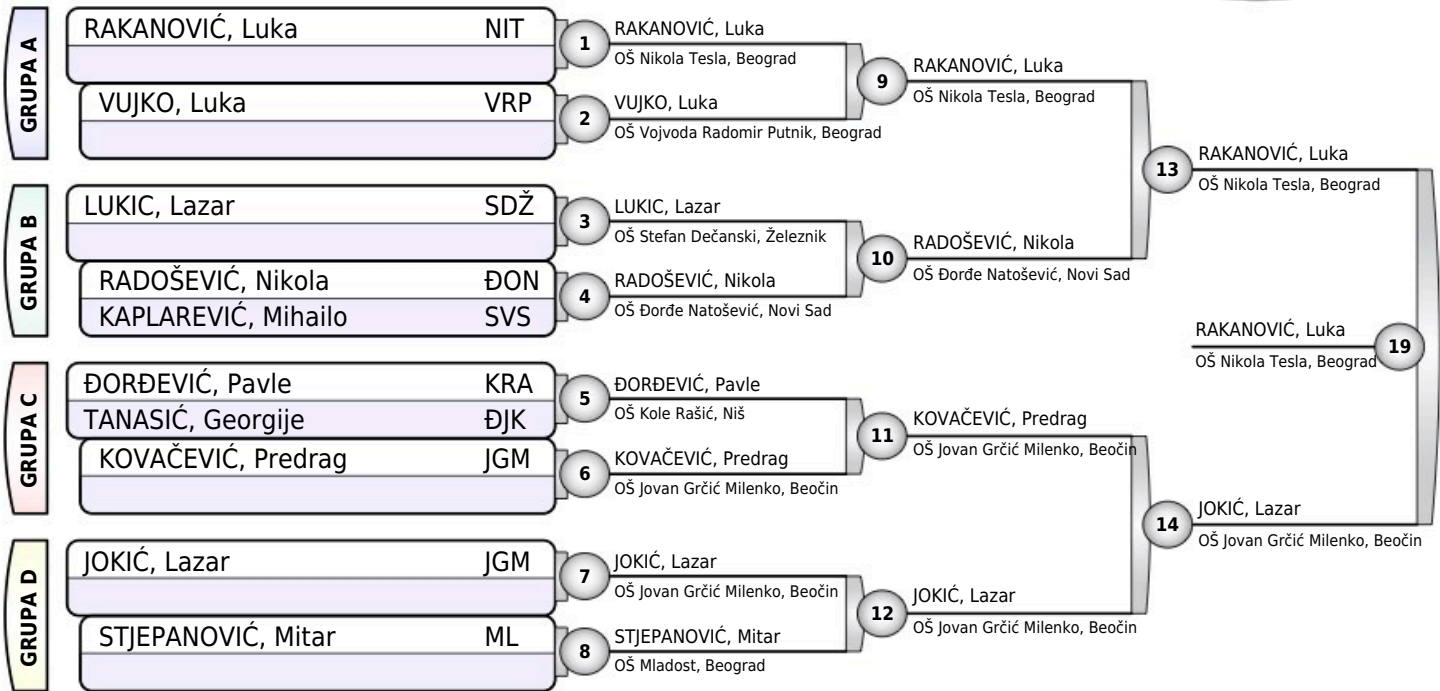 GRUPA A
RAKANOVIĆ, Luka NIT
VUJKO, Luka VRP
GRUPA B
LUKIC, Lazar SDŽ
RADOŠEVIĆ, Nikola ĐON
KAPLAREVIĆ, Mihailo SVS
GRUPA C
ĐORĐEVIĆ, Pavle KRA
TANASIĆ, Georgije ĐJK
KOVAČEVIĆ, Predrag JGM
GRUPA D
JOKIĆ, Lazar JGM
STJEPANOVIĆ, Mitar ML
1
RAKANOVIĆ, Luka
OŠ Nikola Tesla, Beograd
2
VUJKO, Luka
OŠ Vojvoda Radomir Putnik, Beograd
3
LUKIC, Lazar
OŠ Stefan Dečanski, Železnik
4
RADOŠEVIĆ, Nikola
OŠ Đorđe Natošević, Novi Sad
5
ĐORĐEVIĆ, Pavle
OŠ Kole Rašić, Niš
6
KOVAČEVIĆ, Predrag
OŠ Jovan Grčić Milenko, Beočin
7
JOKIĆ, Lazar
OŠ Jovan Grčić Milenko, Beočin
8
STJEPANOVIĆ, Mitar
OŠ Mladost, Beograd
9
RAKANOVIĆ, Luka
OŠ Nikola Tesla, Beograd
10
RADOŠEVIĆ, Nikola
OŠ Đorđe Natošević, Novi Sad
11
KOVAČEVIĆ, Predrag
OŠ Jovan Grčić Milenko, Beočin
12
JOKIĆ, Lazar
OŠ Jovan Grčić Milenko, Beočin
13
RAKANOVIĆ, Luka
OŠ Nikola Tesla, Beograd
14
JOKIĆ, Lazar
OŠ Jovan Grčić Milenko, Beočin
RAKANOVIĆ, Luka
OŠ Nikola Tesla, Beograd
19